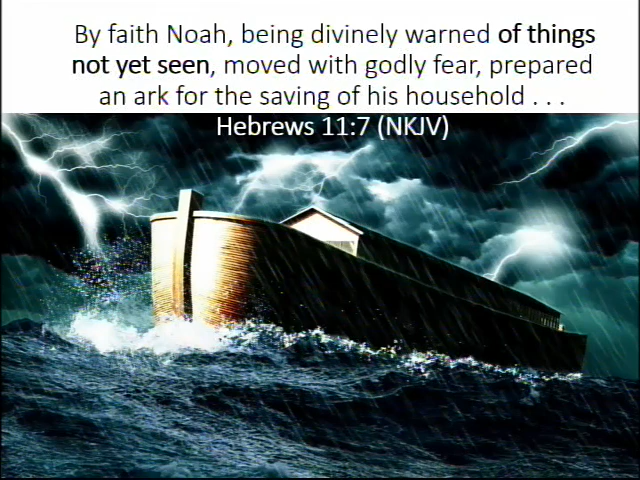 By faith Noah, being divinely warned of things
not yet seen, moved with godly fear, prepared
an ark for the saving of his household . . .
Hebrews 11:7 (NKJV)